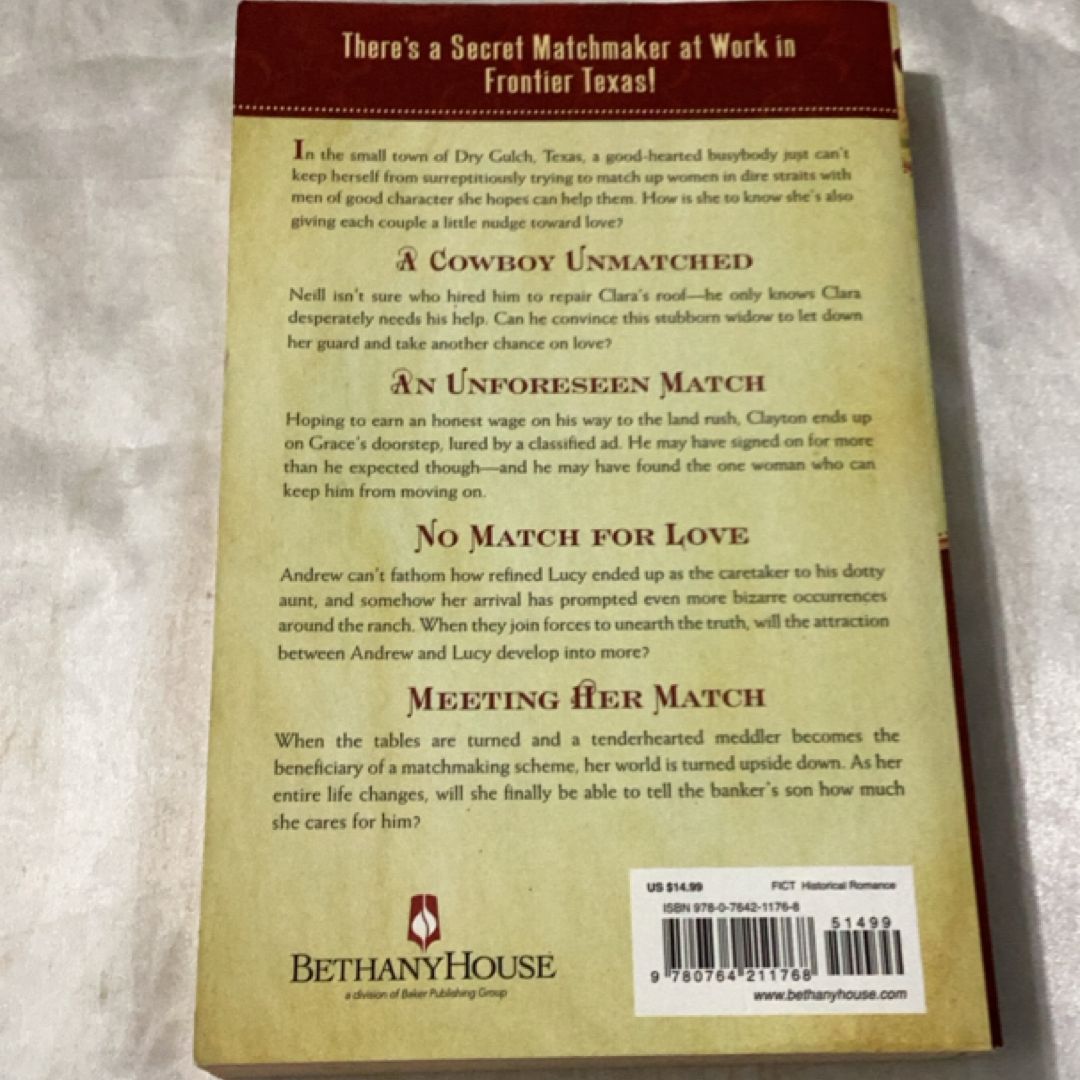 There's a Secret Matchmaker at Work in
Frontier Texas!
In the small town of Dry Gulch, Texas, a good-hearted busybody just can't
keep herself from surreptitiously trying to match up women in dire straits with
men of good character she hopes can help them. How is she to know she's also
giving each couple a little nudge toward love?
A COWBOY UNMATCHED
Neill isn't sure who hired him to repair Clara's roof—he only knows Clara
desperately needs his help. Can he convince this stubborn widow to let down
her guard and take another chance on love?
AN UNFORESEEN MATCH
Hoping to earn an honest wage on his way to the land rush, Clayton ends up
on Grace's doorstep, lured by a classified ad. He may have signed on for more
than he expected though—and he may have found the one woman who can
keep him from moving on.
NO MATCH FOR LOVE
Andrew can't fathom how refined Lucy ended up as the caretaker to his dotty
aunt, and somehow her arrival has prompted even more bizarre occurrences
around the ranch. When they join forces to unearth the truth, will the attraction
between Andrew and Lucy develop into more?
MEETING HER MATCH
When the tables are turned and a tenderhearted meddler becomes the
beneficiary of a matchmaking scheme, her world is turned upside down. As her
entire life changes, will she finally be able to tell the banker's son how much
she cares for him?
BETHANYHOUSE
a division of Baker Publishing Group
US $14.99 FICT Historical Romance
ISBN 978-0-7642-1176-8
51499
9 780764 211768
www.bethanyhouse.com